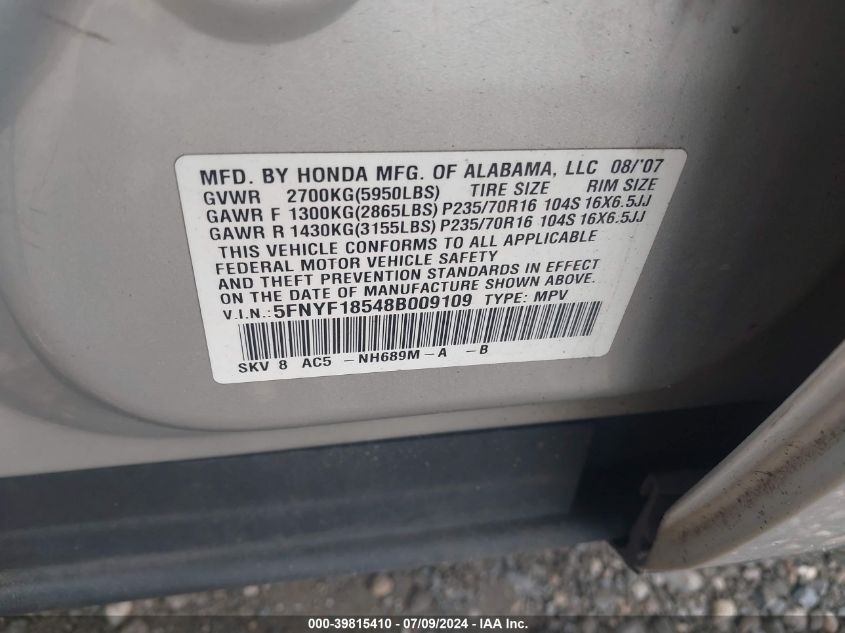 MFD. BY HONDA MFG. OF ALABAMA, LLC 08/'07
GVWR 2700KG(5950LBS) TIRE SIZE RIM SIZE
GAWR F 1300KG(2865LBS) P235/70R16 104S 16X6.5JJ
GAWR R 1430KG(3155LBS) P235/70R16 104S 16X6.5JJ
THIS VEHICLE CONFORMS TO ALL APPLICABLE
FEDERAL MOTOR VEHICLE SAFETY
AND THEFT PREVENTION STANDARDS IN EFFECT
ON THE DATE OF MANUFACTURE SHOWN ABOVE.
V.I.N.: 5FNYF18548B009109 TYPE: MPV
SKV 8 AC5 -NH689M-A -B
000-39815410 - 07/09/2024 - IAA Inc.